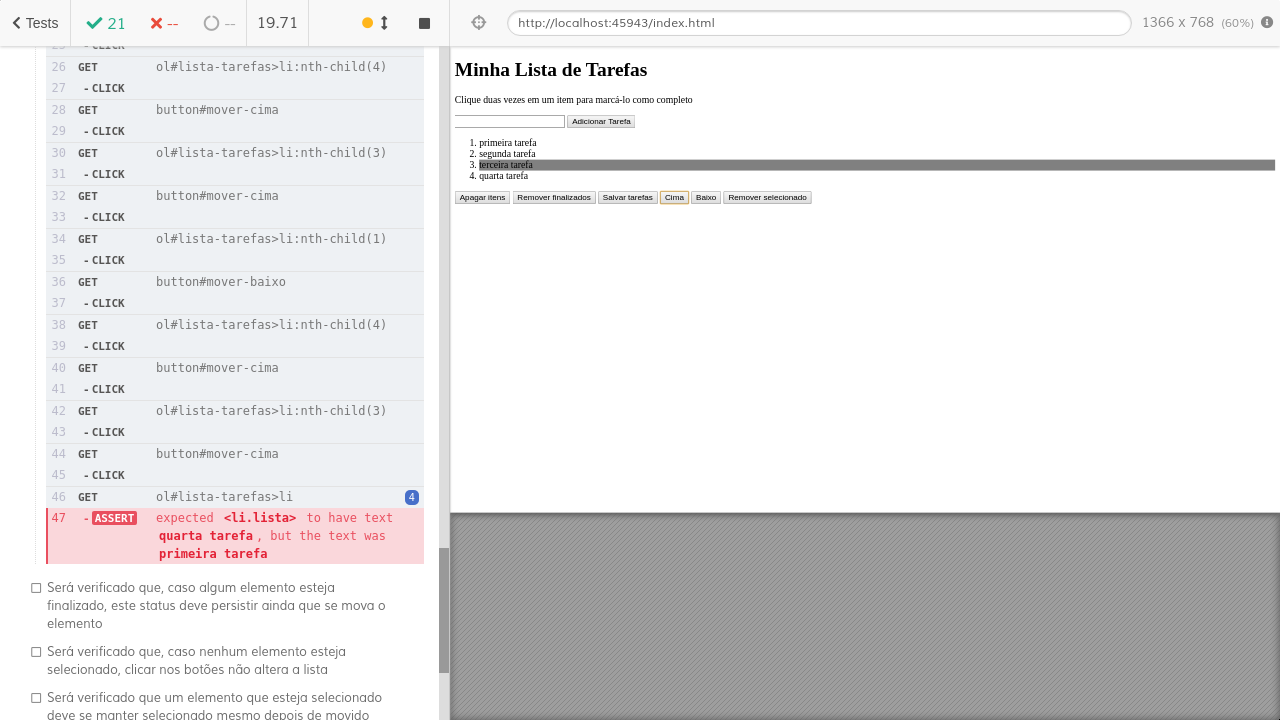 Tests
21
--
--
19.71
http://localhost:45943/index.html
1366 x 768 (60%)
25 - CLICK
26 GET ol#lista-tarefas>li:nth-child(4)
27 - CLICK
28 GET button#mover-cima
29 - CLICK
30 GET ol#lista-tarefas>li:nth-child(3)
31 - CLICK
32 GET button#mover-cima
33 - CLICK
34 GET ol#lista-tarefas>li:nth-child(1)
35 - CLICK
36 GET button#mover-baixo
37 - CLICK
38 GET ol#lista-tarefas>li:nth-child(4)
39 - CLICK
40 GET button#mover-cima
41 - CLICK
42 GET ol#lista-tarefas>li:nth-child(3)
43 - CLICK
44 GET button#mover-cima
45 - CLICK
46 GET ol#lista-tarefas>li 4
47 - ASSERT expected <li.lista> to have text
quarta tarefa , but the text was
primeira tarefa
Será verificado que, caso algum elemento esteja
finalizado, este status deve persistir ainda que se mova o
elemento
Será verificado que, caso nenhum elemento esteja
selecionado, clicar nos botões não altera a lista
Será verificado que um elemento que esteja selecionado
deve se manter selecionado mesmo depois de movido
Minha Lista de Tarefas
Clique duas vezes em um item para marcá-lo como completo
Adicionar Tarefa
1. primeira tarefa
2. segunda tarefa
3. terceira tarefa
4. quarta tarefa
Apagar itens Remover finalizados Salvar tarefas Cima Baixo Remover selecionado